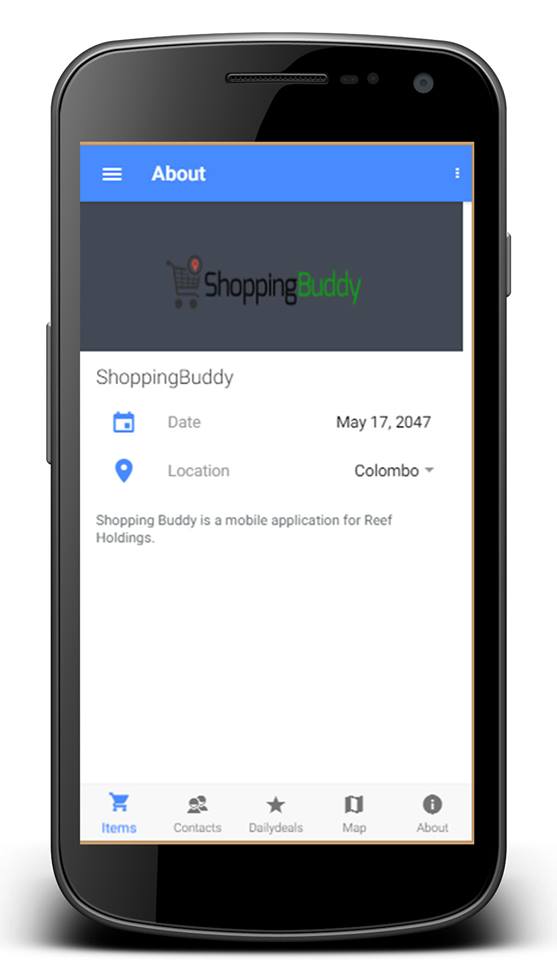 About
ShoppingBuddy
ShoppingBuddy
Date May 17, 2047
Location Colombo
Shopping Buddy is a mobile application for Reef
Holdings.
Items Contacts Dailydeals Map About